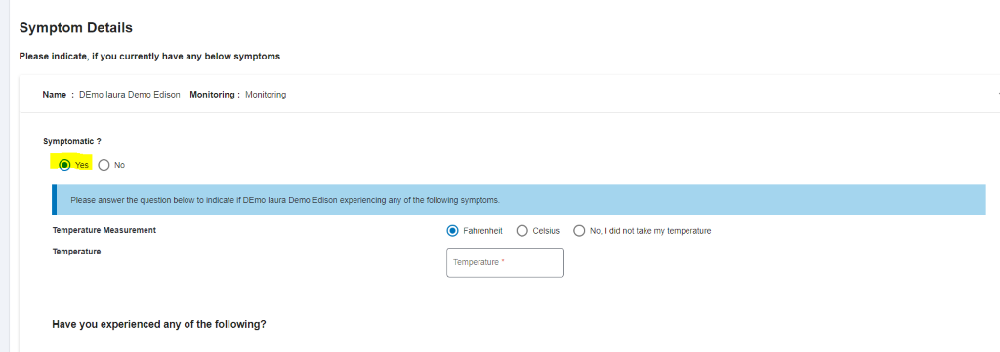 Symptom Details
Please indicate, if you currently have any below symptoms
Name : DEmo laura Demo Edison Monitoring : Monitoring
Symptomatic ?
Yes No
Please answer the question below to indicate if DEmo laura Demo Edison experiencing any of the following symptoms.
Temperature Measurement Fahrenheit Celsius No, I did not take my temperature
Temperature Temperature *
Have you experienced any of the following?